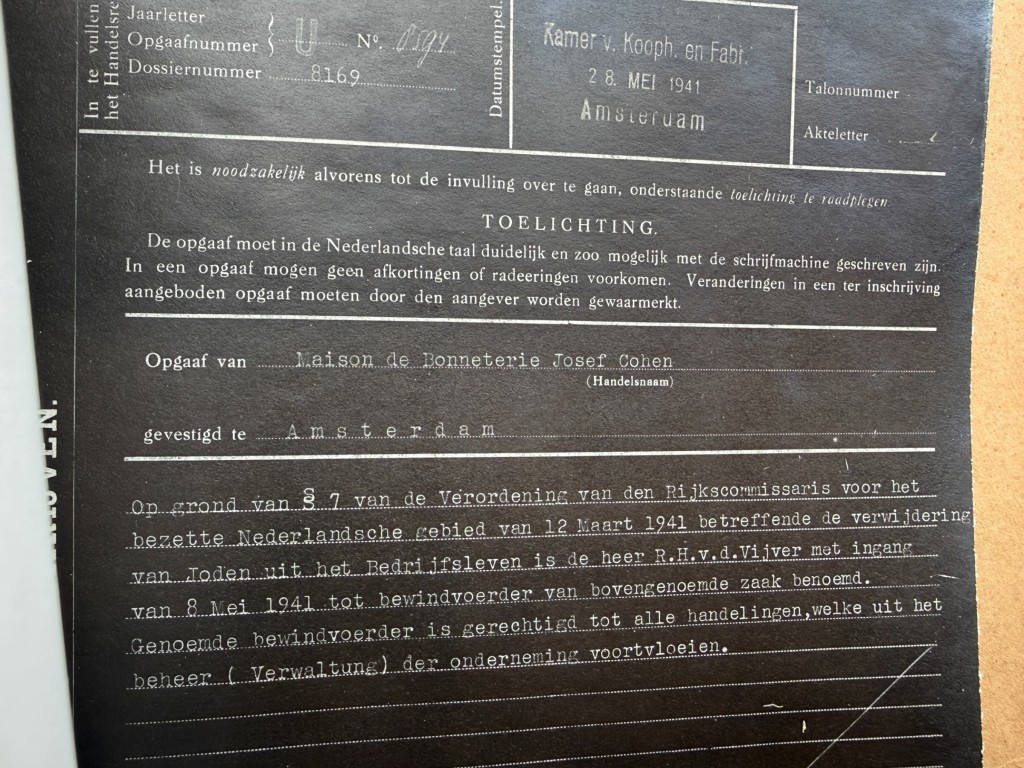 In te vullen
het Handelsre
Jaarletter
Opgaafnummer U No. 0594
Dossiernummer 8169
Datumstempel.
Kamer v. Kooph. en Fabr.
28 MEI 1941
Amsterdam
Talonnummer
Akteletter
Het is noodzakelijk alvorens tot de invulling over te gaan, onderstaande toelichting te raadplegen
TOELICHTING.
De opgaaf moet in de Nederlandsche taal duidelijk en zoo mogelijk met de schrijfmachine geschreven zijn.
In een opgaaf mogen geen afkortingen of radeeringen voorkomen. Veranderingen in een ter inschrijving
aangeboden opgaaf moeten door den aangever worden gewaarmerkt.
Opgaaf van Maison de Bonneterie Josef Cohen
(Handelsnaam)
gevestigd te Amsterdam
Op grond van § 7 van de Verordening van den Rijkscommissaris voor het
bezette Nederlandsche gebied van 12 Maart 1941 betreffende de verwijdering
van Joden uit het Bedrijfsleven is de heer R.H.v.d.Vijver met ingang
van 8 Mei 1941 tot bewindvoerder van bovengenoemde zaak benoemd.
Genoemde bewindvoerder is gerechtigd tot alle handelingen,welke uit het
beheer ( Verwaltung) der onderneming voortvloeien.